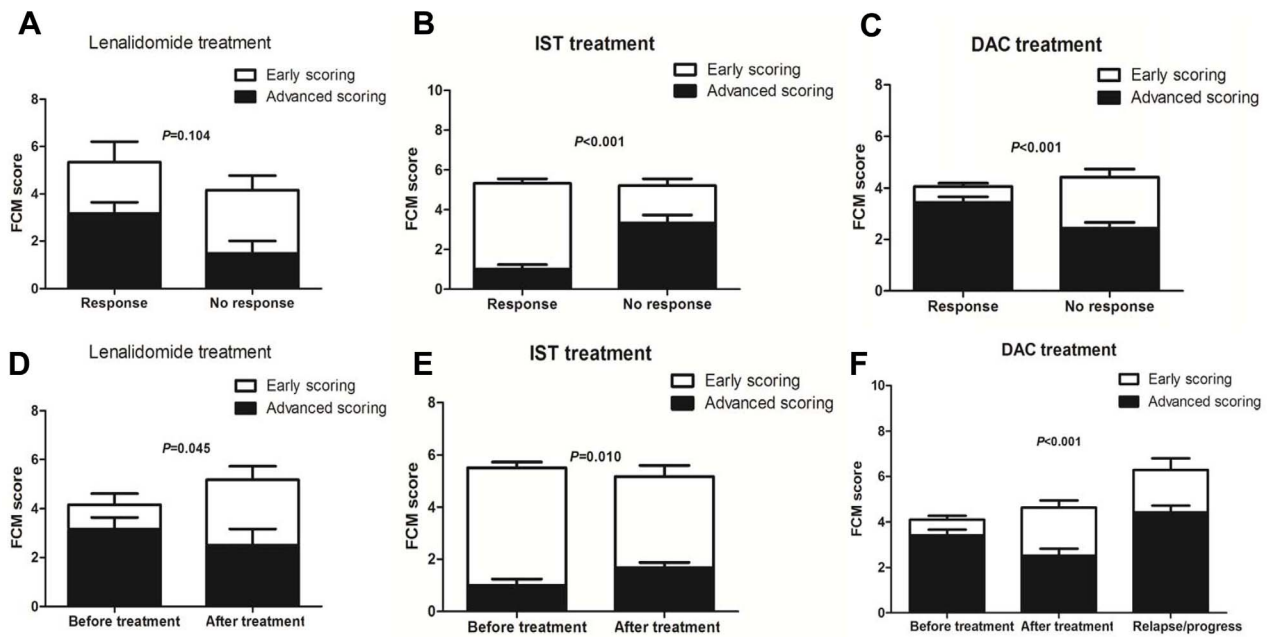 A
Lenalidomide treatment
Early scoring
Advanced scoring
P=0.104
FCM score
8
6
4
2
0
Response
No response
B
IST treatment
Early scoring
Advanced scoring
P<0.001
FCM score
10
8
6
4
2
0
Response
No response
C
DAC treatment
Early scoring
Advanced scoring
P<0.001
FCM score
8
6
4
2
0
Response
No response
D
Lenalidomide treatment
Early scoring
Advanced scoring
P=0.045
FCM score
8
6
4
2
0
Before treatment
After treatment
E
IST treatment
Early scoring
Advanced scoring
P=0.010
FCM score
8
6
4
2
0
Before treatment
After treatment
F
DAC treatment
Early scoring
Advanced scoring
P<0.001
FCM score
10
8
6
4
2
0
Before treatment
After treatment
Relapse/progress